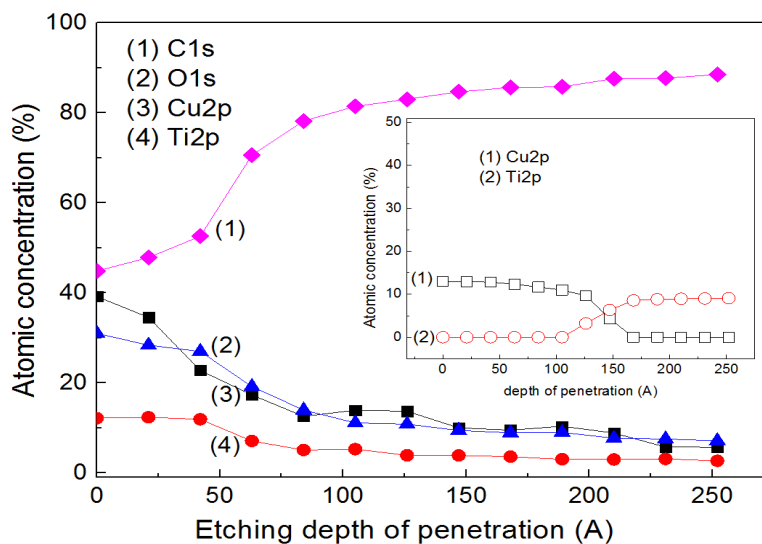 100
80
60
40
20
0
Atomic concentration (%)
(1) C1s
(2) O1s
(3) Cu2p
(4) Ti2p
(1)
(2)
(3)
(4)
0 50 100 150 200 250
Etching depth of penetration (A)
50
40
30
20
10
0
Atomic concentration (%)
(1) Cu2p
(2) Ti2p
(1)
(2)
0 50 100 150 200 250
depth of penetration (A)